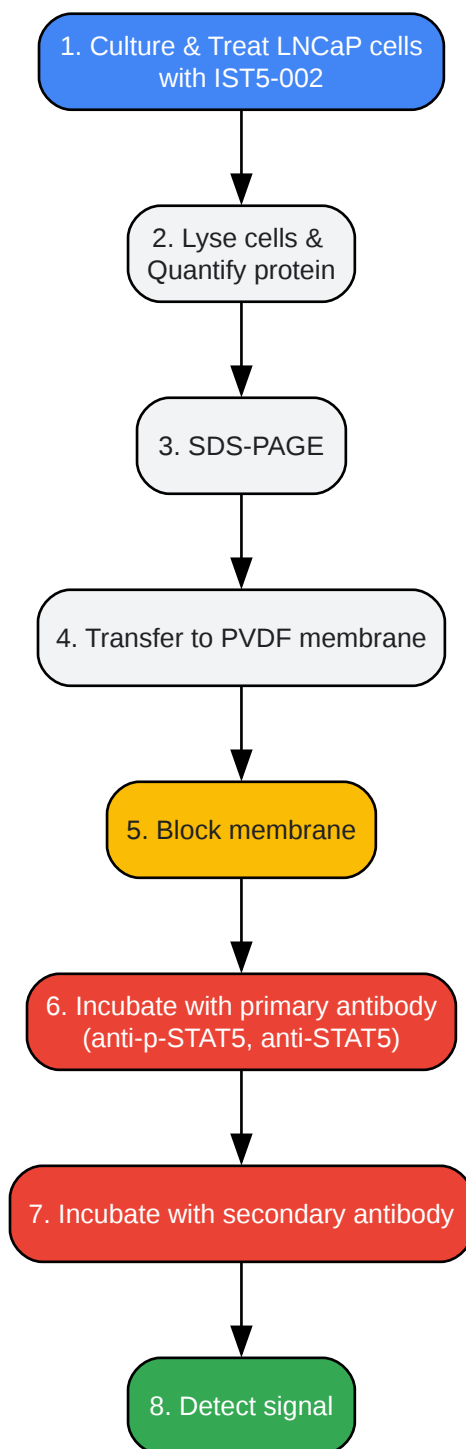 1. Culture & Treat LNCaP cells
with IST5-002
2. Lyse cells &
Quantify protein
3. SDS-PAGE
4. Transfer to PVDF membrane
5. Block membrane
6. Incubate with primary antibody
(anti-p-STAT5, anti-STAT5)
7. Incubate with secondary antibody
8. Detect signal